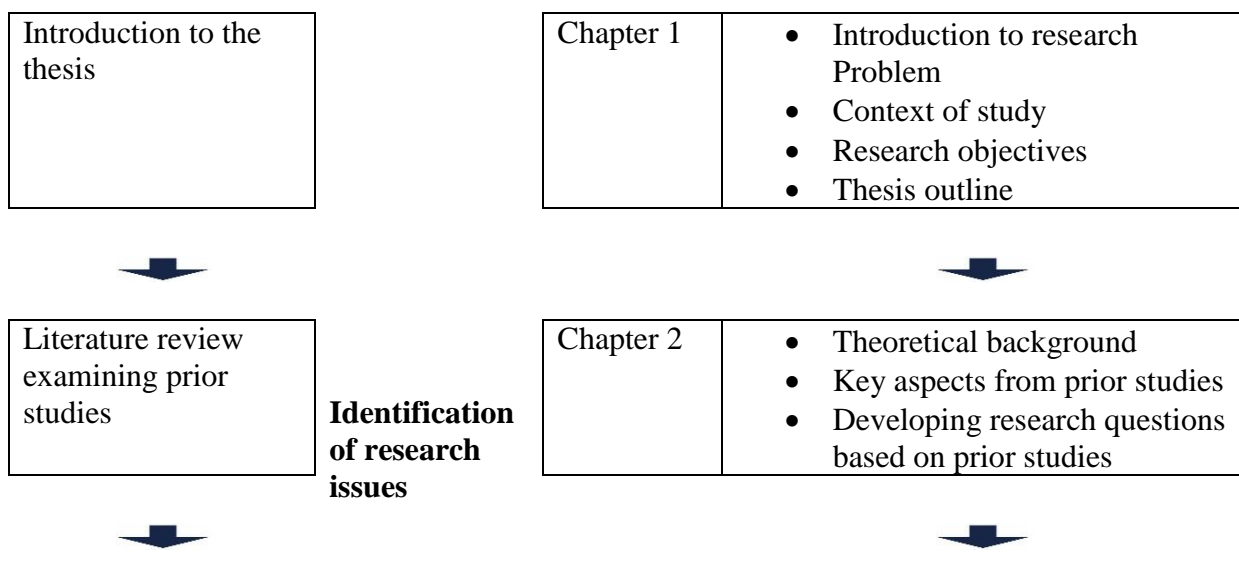 Introduction to the
thesis
Chapter 1
• Introduction to research
Problem
• Context of study
• Research objectives
• Thesis outline
Literature review
examining prior
studies
Identification
of research
issues
Chapter 2
• Theoretical background
• Key aspects from prior studies
• Developing research questions
based on prior studies